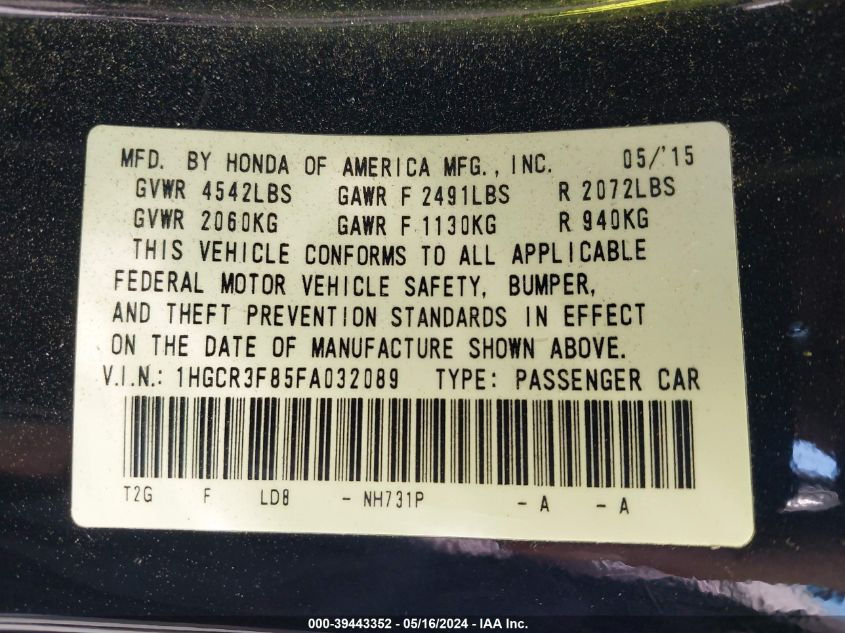 MFD. BY HONDA OF AMERICA MFG., INC. 05/'15
GVWR 4542LBS GAWR F 2491LBS R 2072LBS
GVWR 2060KG GAWR F 1130KG R 940KG
THIS VEHICLE CONFORMS TO ALL APPLICABLE
FEDERAL MOTOR VEHICLE SAFETY, BUMPER,
AND THEFT PREVENTION STANDARDS IN EFFECT
ON THE DATE OF MANUFACTURE SHOWN ABOVE.
V.I.N.: 1HGCR3F85FA032089 TYPE: PASSENGER CAR
T2G F LD8 - NH731P - A - A
000-39443352 - 05/16/2024 - IAA Inc.